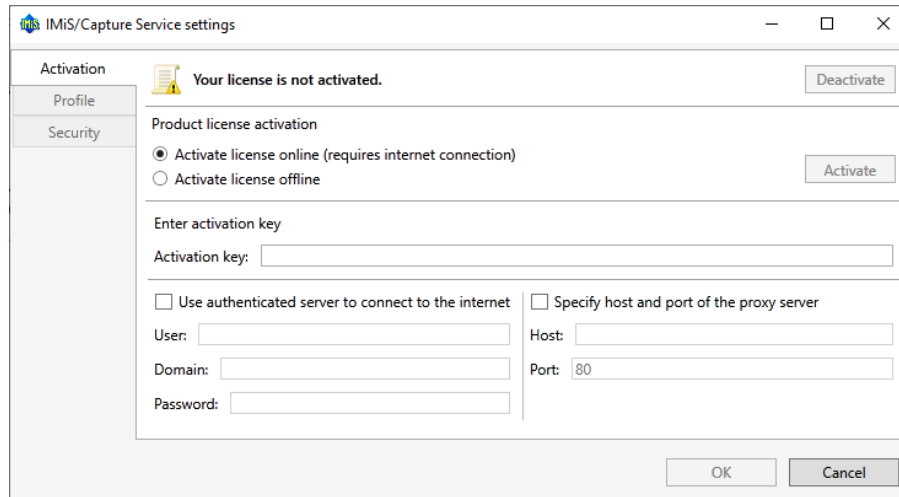 IMiS/Capture Service settings
Activation
Profile
Security
Your license is not activated.
Deactivate
Product license activation
Activate license online (requires internet connection)
Activate license offline
Activate
Enter activation key
Activation key:
Use authenticated server to connect to the internet
User:
Domain:
Password:
Specify host and port of the proxy server
Host:
Port: 80
OK
Cancel